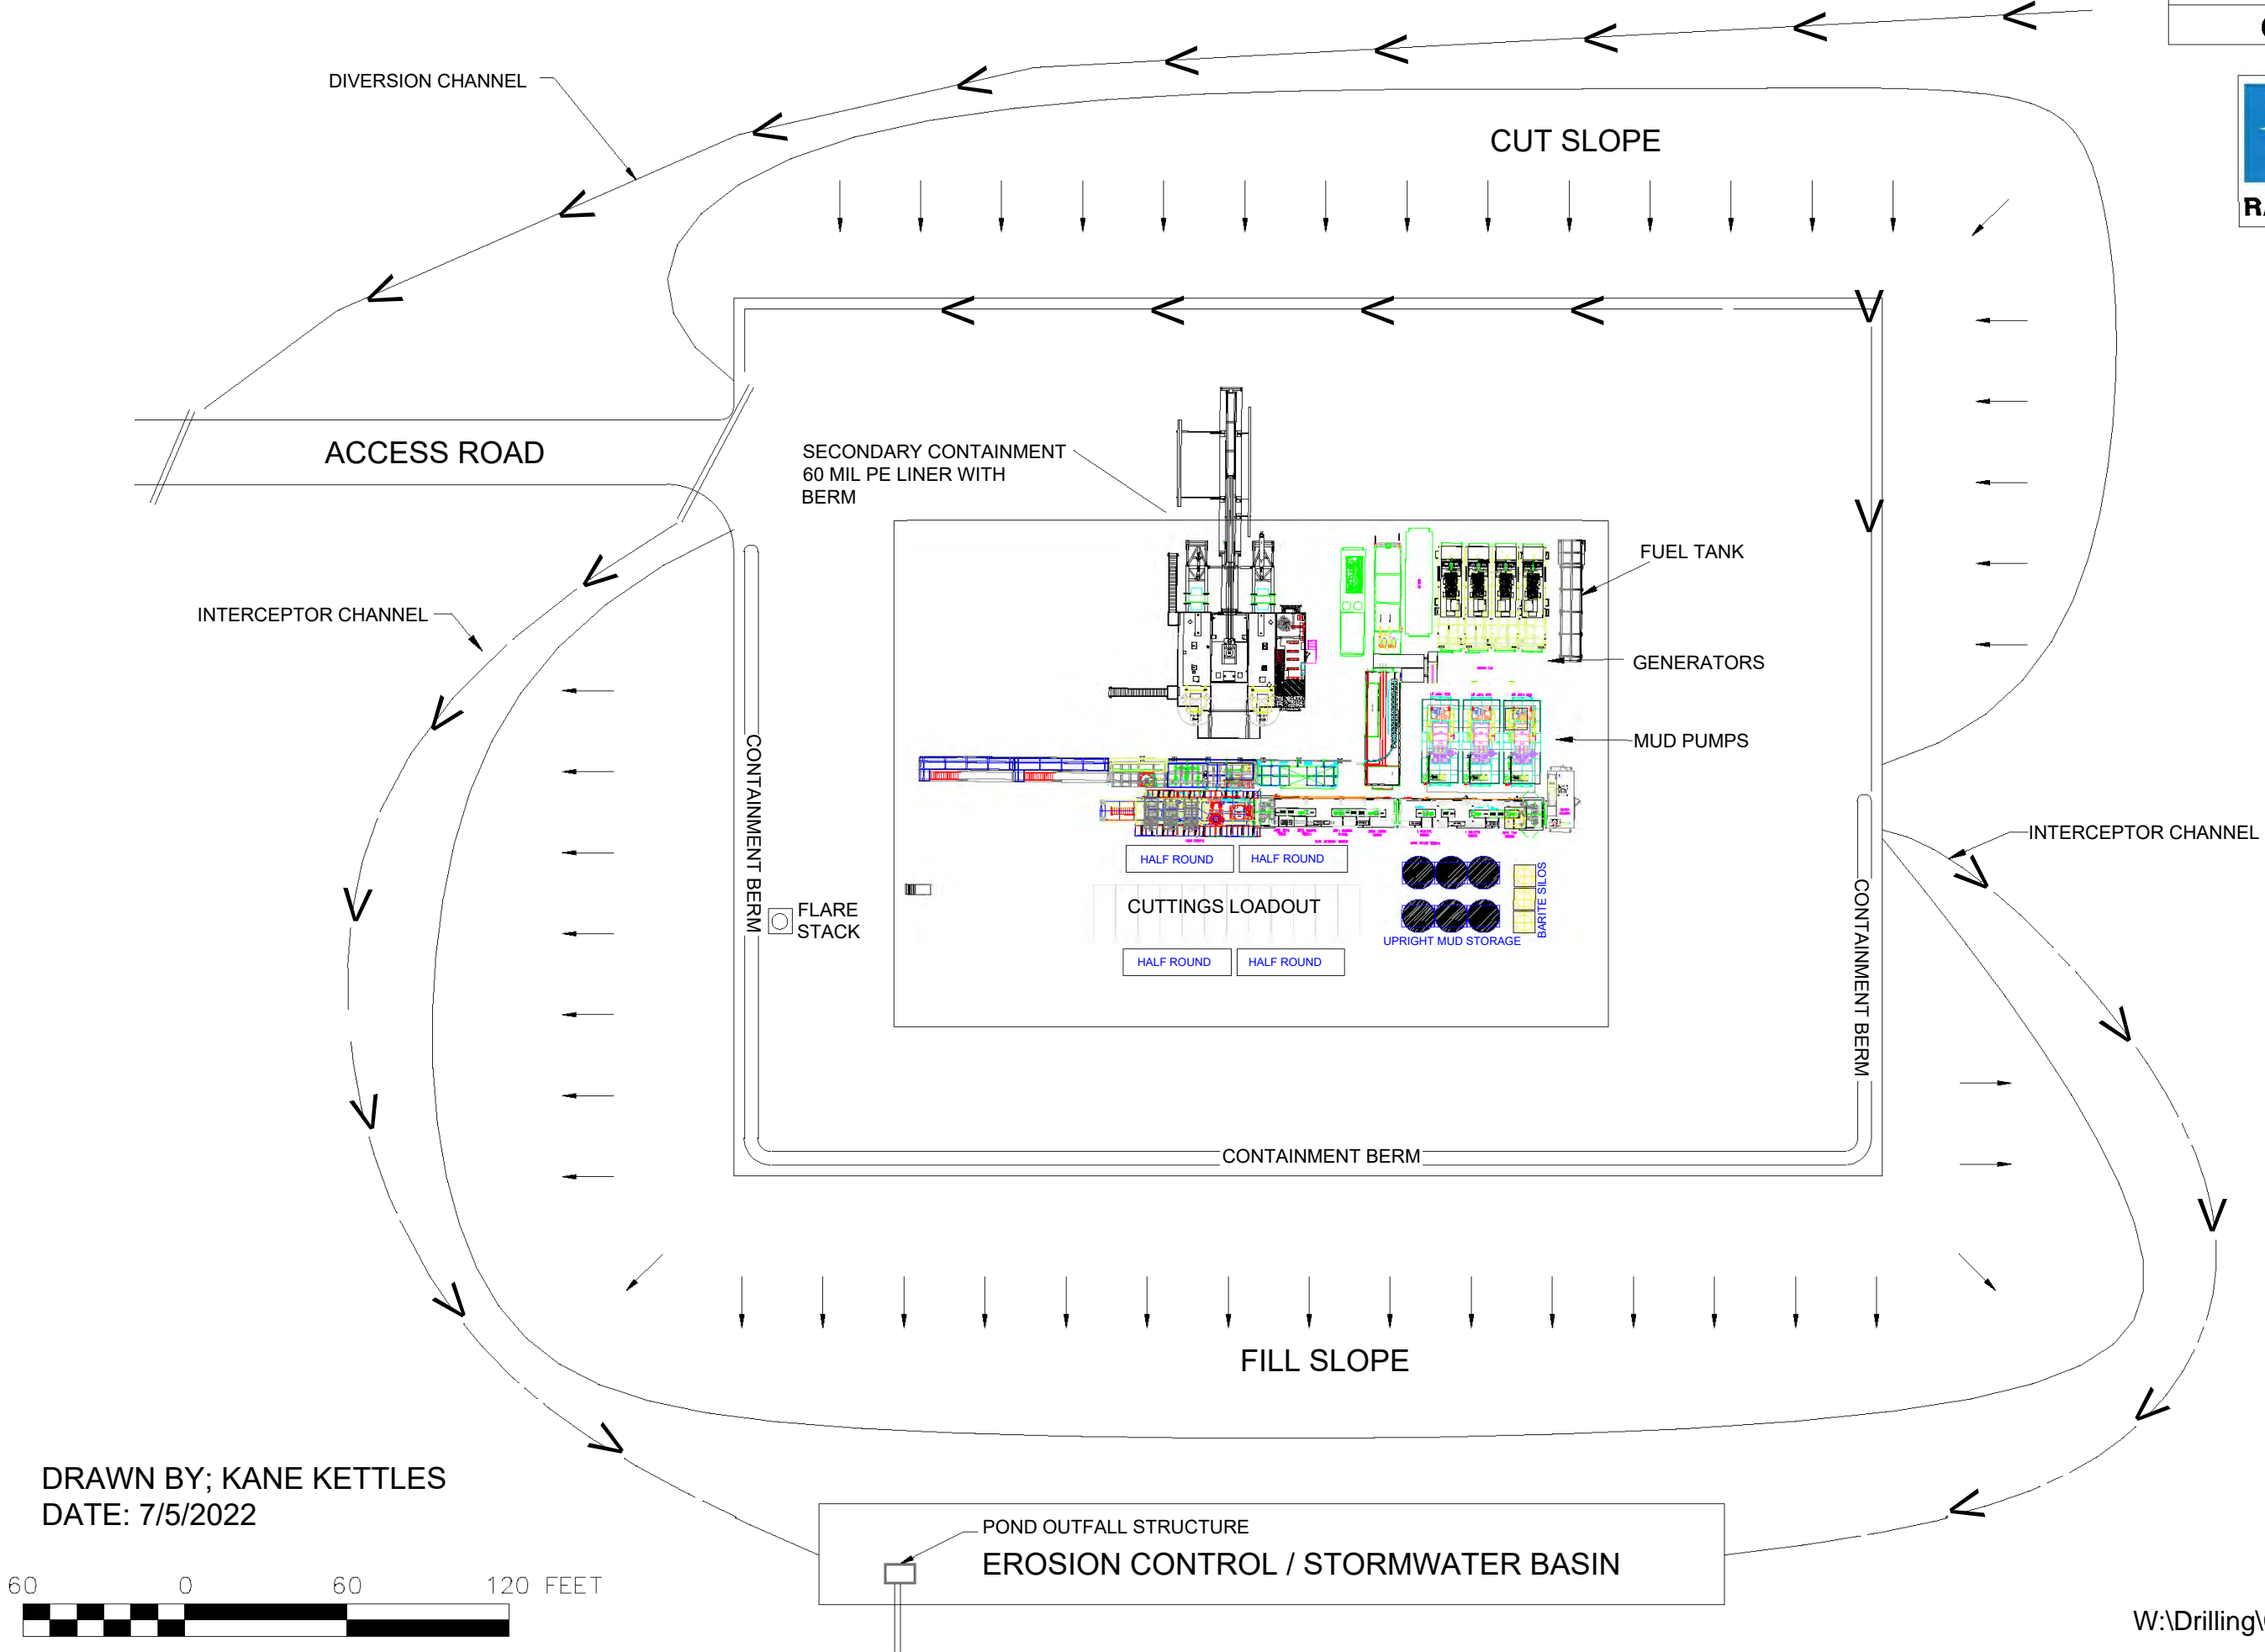 DIVERSION CHANNEL
CUT SLOPE
ACCESS ROAD
SECONDARY CONTAINMENT
60 MIL PE LINER WITH
BERM
FUEL TANK
INTERCEPTOR CHANNEL
GENERATORS
MUD PUMPS
CONTAINMENT BERM
INTERCEPTOR CHANNEL
HALF ROUND
HALF ROUND
BARITE SILOS
CONTAINMENT BERM
FLARE
STACK
CUTTINGS LOADOUT
UPRIGHT MUD STORAGE
HALF ROUND
HALF ROUND
CONTAINMENT BERM
FILL SLOPE
DRAWN BY; KANE KETTLES
DATE: 7/5/2022
POND OUTFALL STRUCTURE
EROSION CONTROL / STORMWATER BASIN
60 0 60 120 FEET
W:\Drilling\